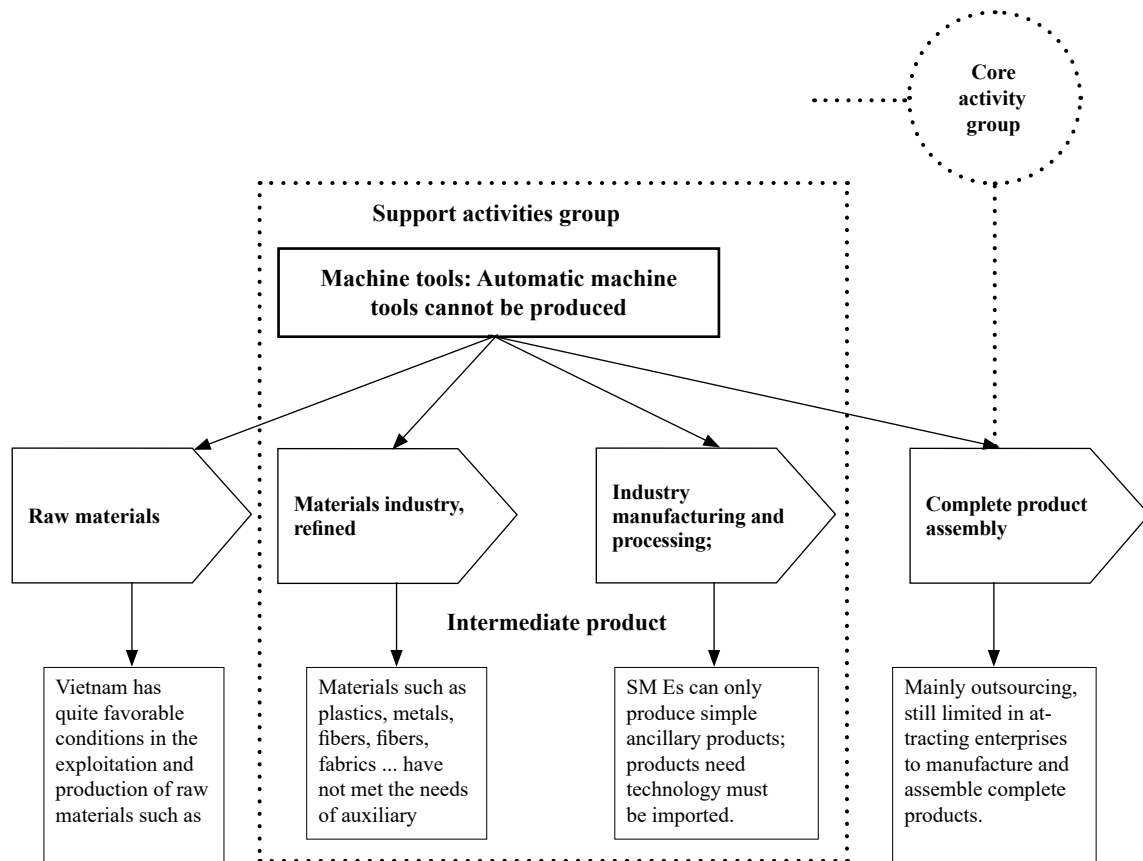 Core
activity
group
Support activities group
Machine tools: Automatic machine
tools cannot be produced
Raw materials
Materials industry,
refined
Industry
manufacturing and
processing;
Complete product
assembly
Intermediate product
Vietnam has
quite favorable
conditions in the
exploitation and
production of raw
materials such as
Materials such as
plastics, metals,
fibers, fibers,
fabrics ... have
not met the needs
of auxiliary
SM Es can only
produce simple
ancillary products;
products need
technology must
be imported.
Mainly outsourcing,
still limited in at-
tracting enterprises
to manufacture and
assemble complete
products.